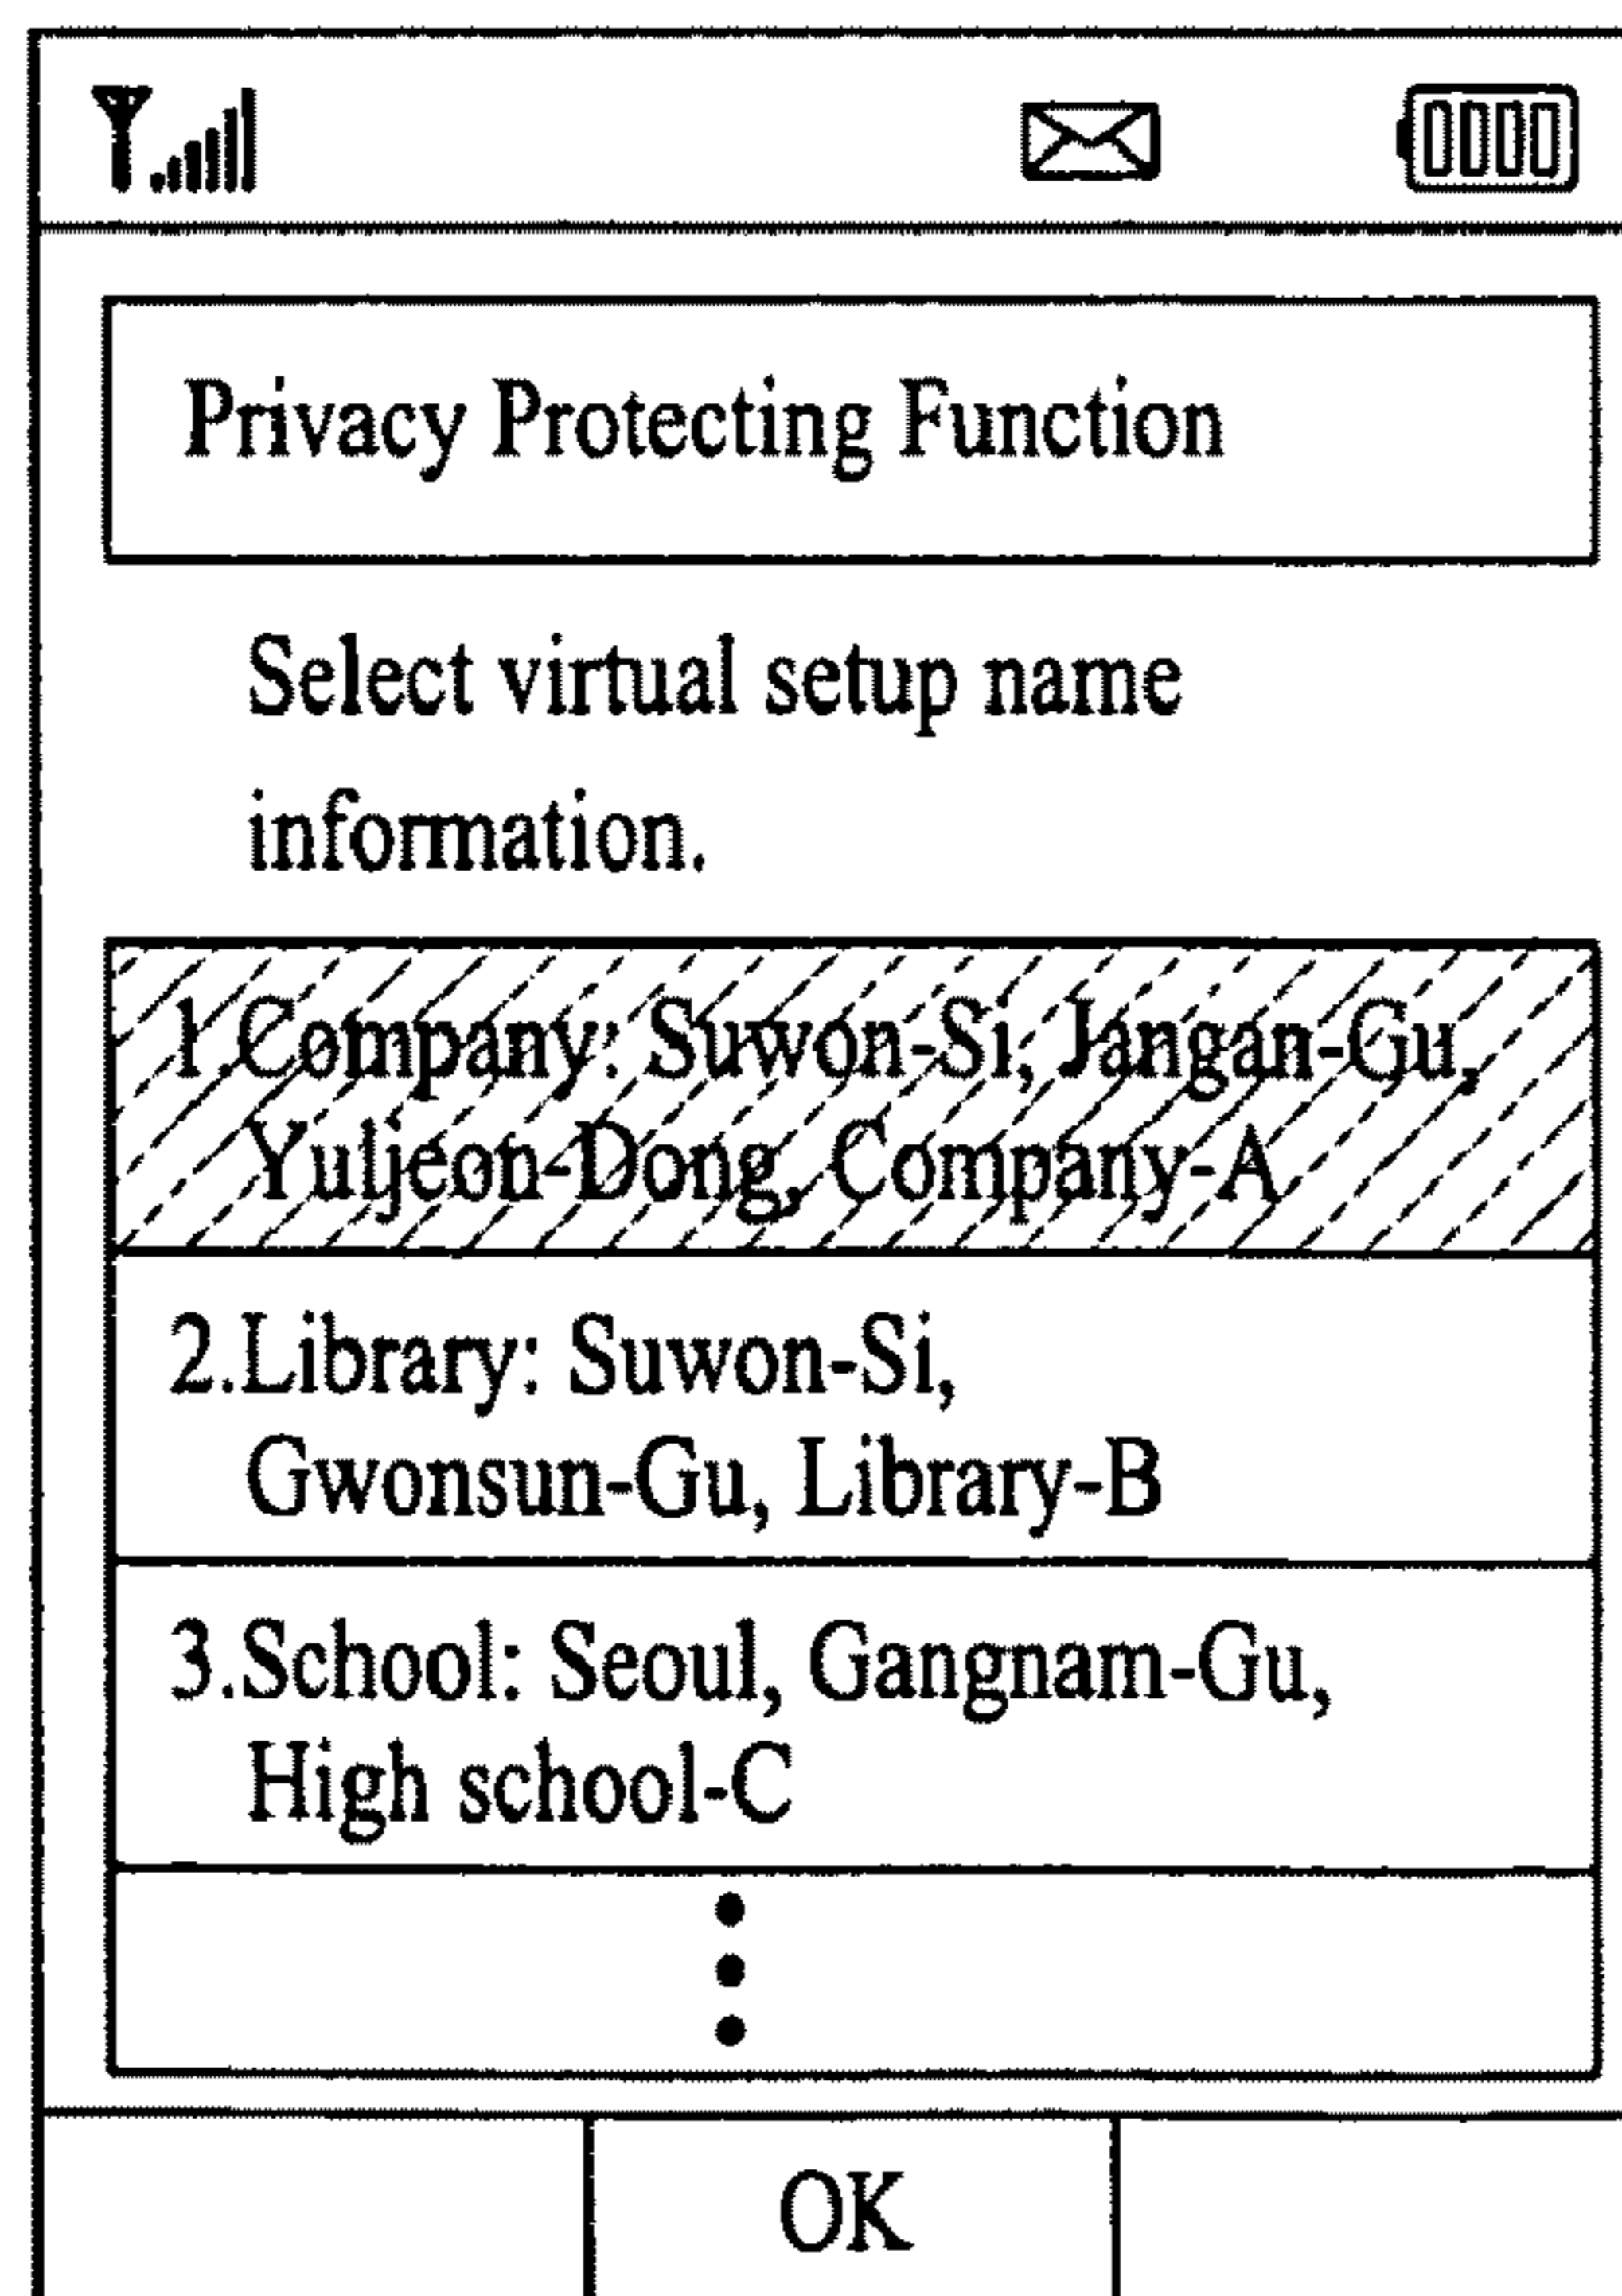 Privacy Protecting Function
Select virtual setup name
information.
1.Company: Suwon-Si, Jangan-Gu,
Yuljeon-Dong, Company-A
2.Library: Suwon-Si,
Gwonsun-Gu, Library-B
3.School: Seoul, Gangnam-Gu,
High school-C
OK